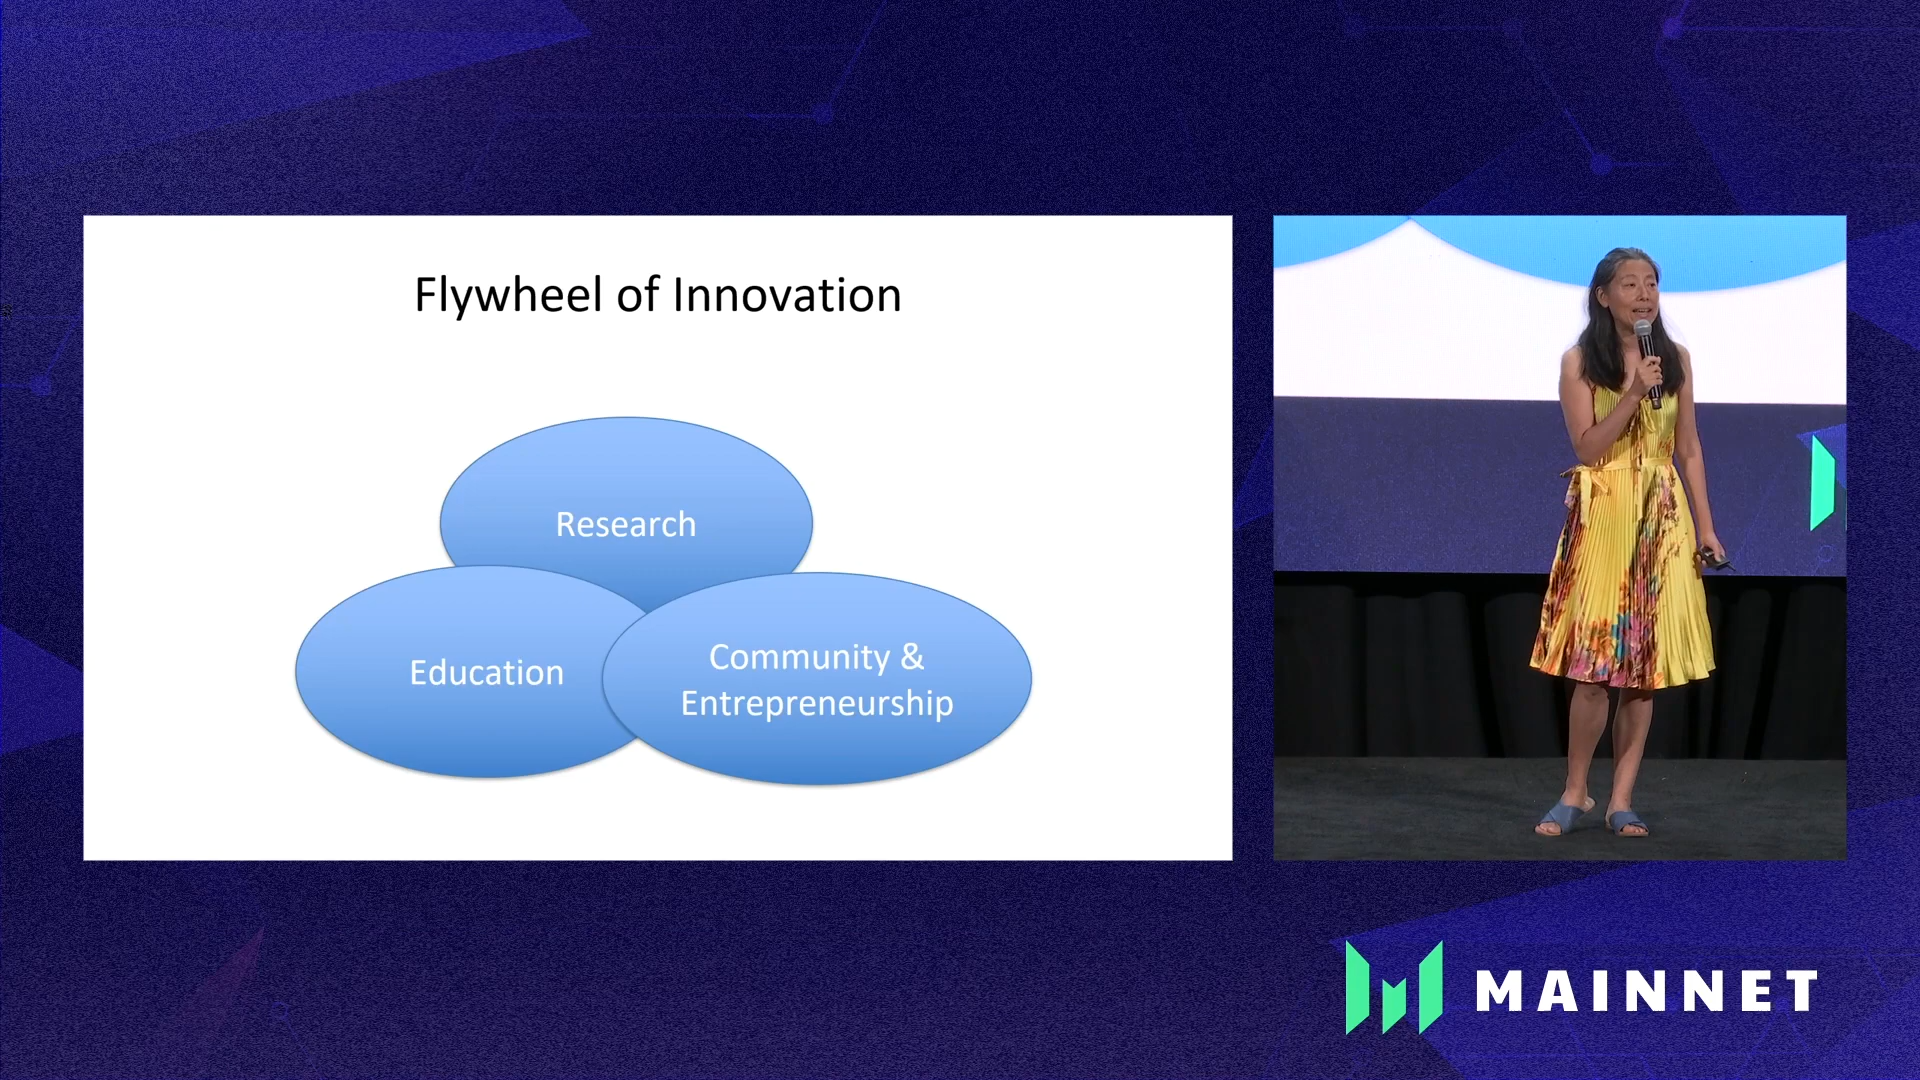 Flywheel of Innovation
Research
Education
Community &
Entrepreneurship
MAINNET